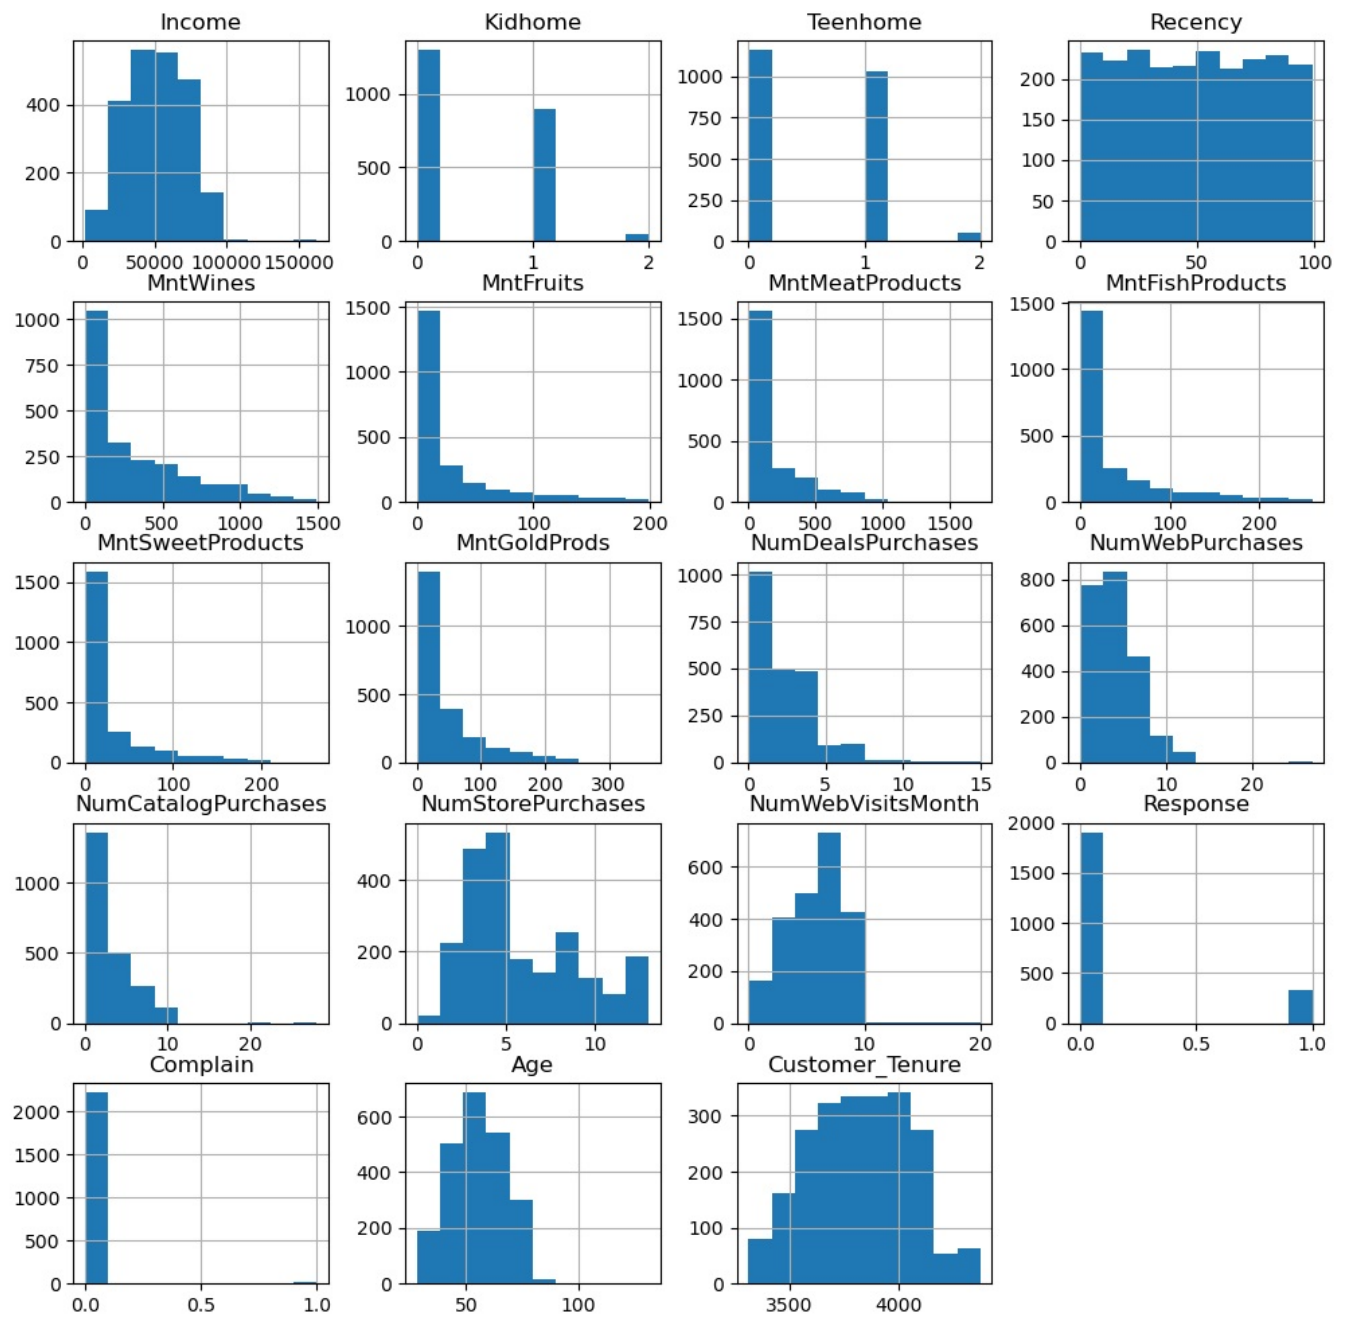 Income
400
200
0
0 50000 100000 150000
Kidhome
1000
500
0
0 1 2
Teenhome
1000
750
500
250
0
0 1 2
Recency
200
150
100
50
0
0 50 100
MntWines
1000
750
500
250
0
0 500 1000 1500
MntFruits
1500
1000
500
0
0 100 200
MntMeatProducts
1500
1000
500
0
0 500 1000 1500
MntFishProducts
1500
1000
500
0
0 100 200
MntSweetProducts
1500
1000
500
0
0 100 200
MntGoldProds
1000
500
0
0 100 200 300
NumDealsPurchases
1000
750
500
250
0
0 5 10 15
NumWebPurchases
800
600
400
200
0
0 10 20
NumCatalogPurchases
1000
500
0
0 10 20
NumStorePurchases
400
200
0
0 5 10
NumWebVisitsMonth
600
400
200
0
0 10 20
Response
2000
1500
1000
500
0
0.0 0.5 1.0
Complain
2000
1500
1000
500
0
0.0 0.5 1.0
Age
600
400
200
0
50 100
Customer_Tenure
300
200
100
0
3500 4000